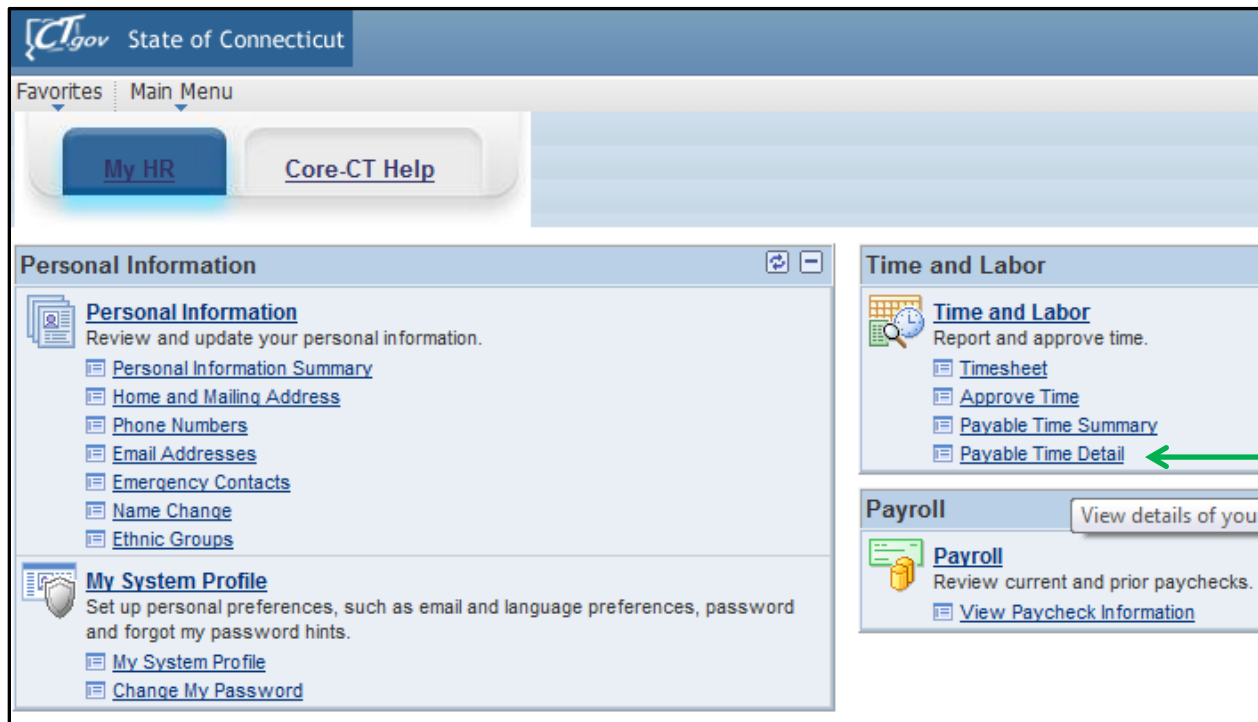 CT.gov State of Connecticut
Favorites Main Menu
My HR
Core-CT Help
Personal Information
Personal Information
Review and update your personal information.
Personal Information Summary
Home and Mailing Address
Phone Numbers
Email Addresses
Emergency Contacts
Name Change
Ethnic Groups
My System Profile
Set up personal preferences, such as email and language preferences, password
and forgot my password hints.
My System Profile
Change My Password
Time and Labor
Time and Labor
Report and approve time.
Timesheet
Approve Time
Payable Time Summary
Payable Time Detail
Payroll
View details of you
Payroll
Review current and prior paychecks.
View Paycheck Information